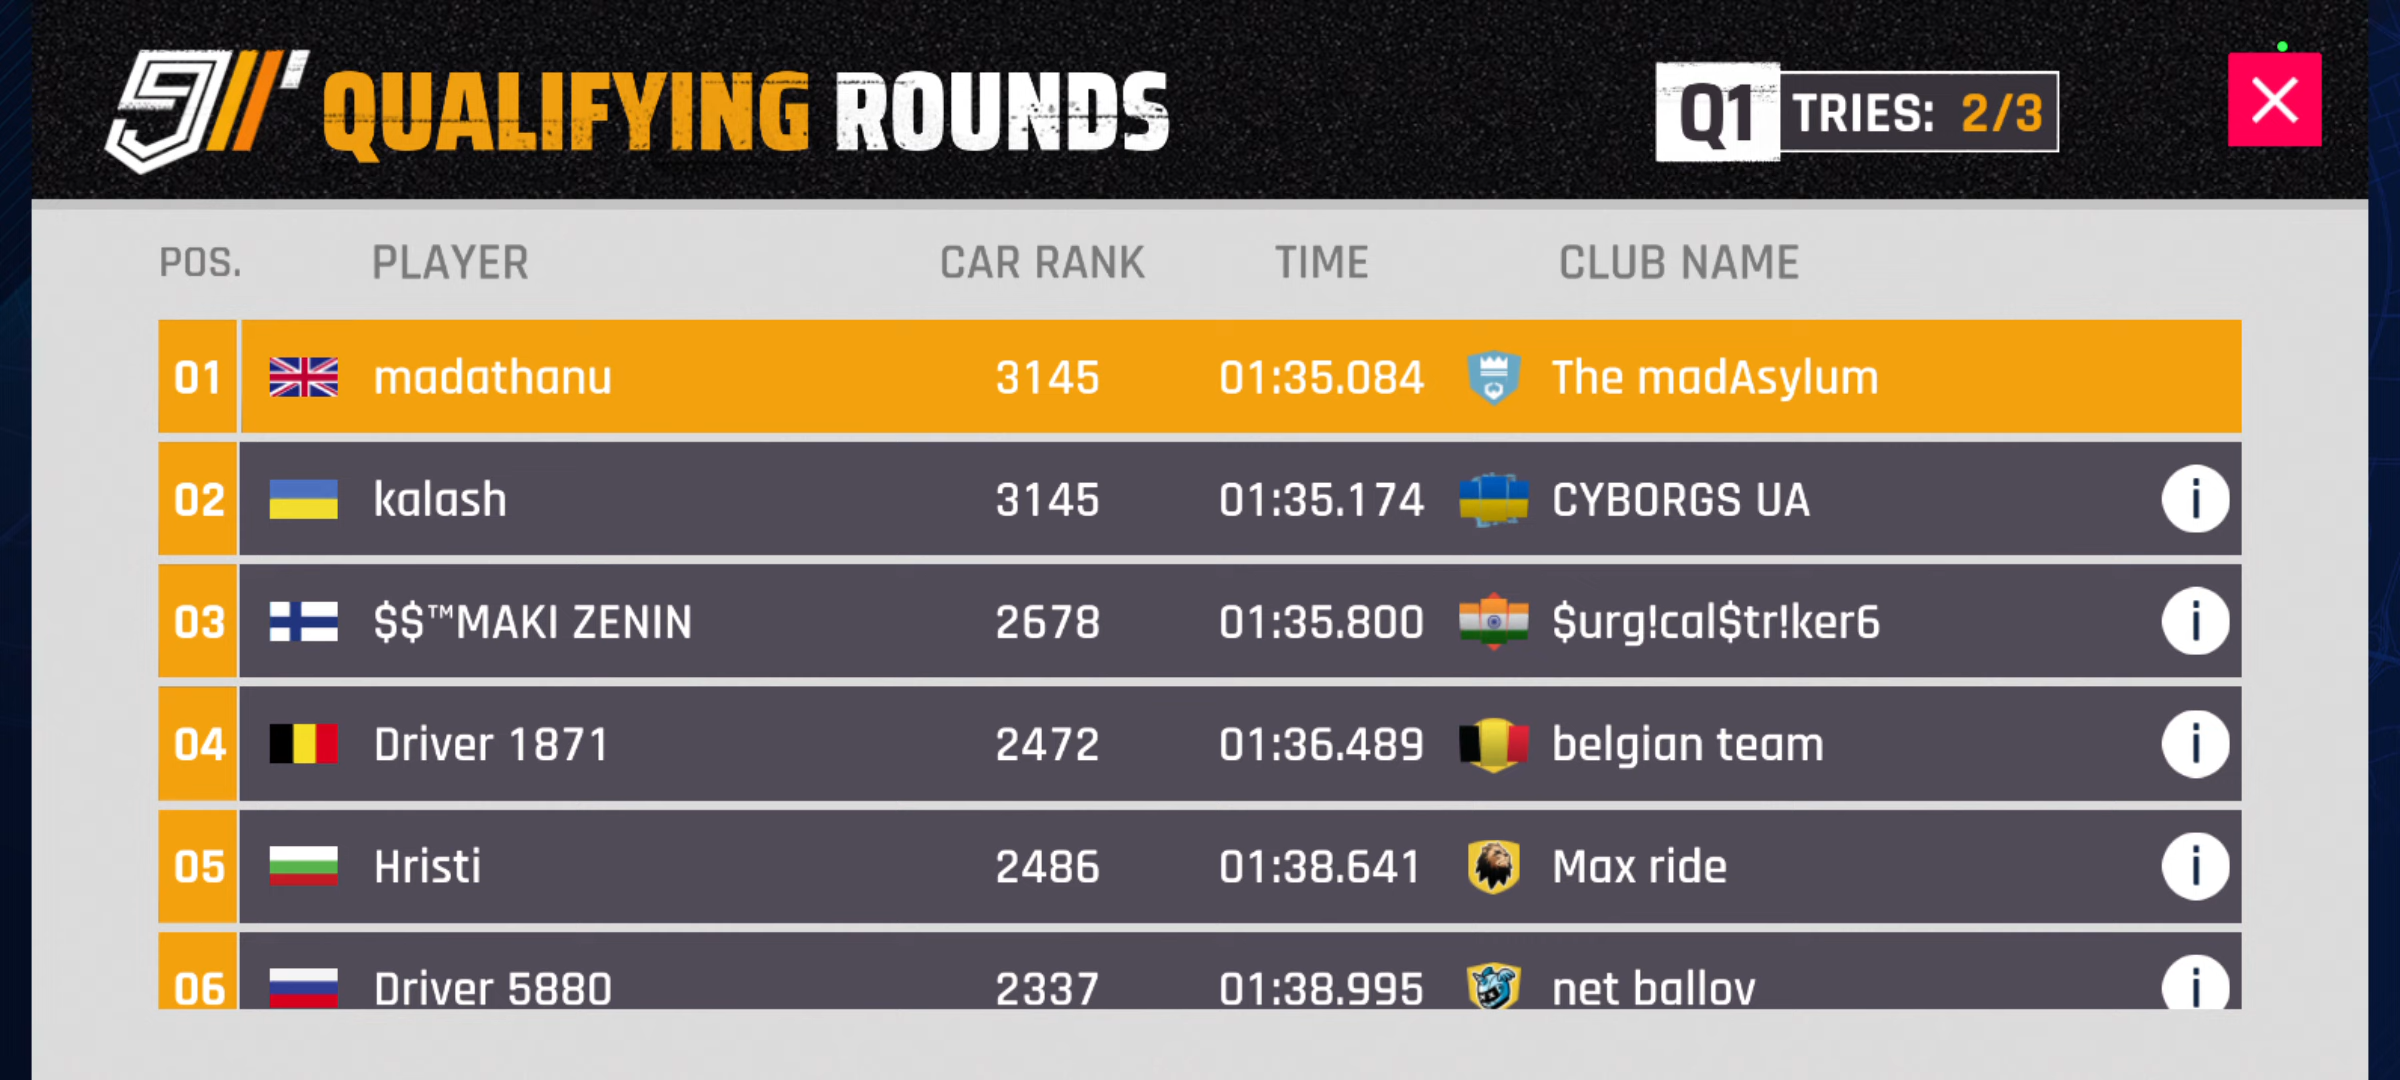 9 QUALIFYING ROUNDS Q1 TRIES: 2/3
POS. PLAYER CAR RANK TIME CLUB NAME
01 madathanu 3145 01:35.084 The madAsylum
02 kalash 3145 01:35.174 CYBORGS UA
03 $$™MAKI ZENIN 2678 01:35.800 $urg!cal$tr!ker6
04 Driver 1871 2472 01:36.489 belgian team
05 Hristi 2486 01:38.641 Max ride
06 Driver 5880 2337 01:38.995 net ballov